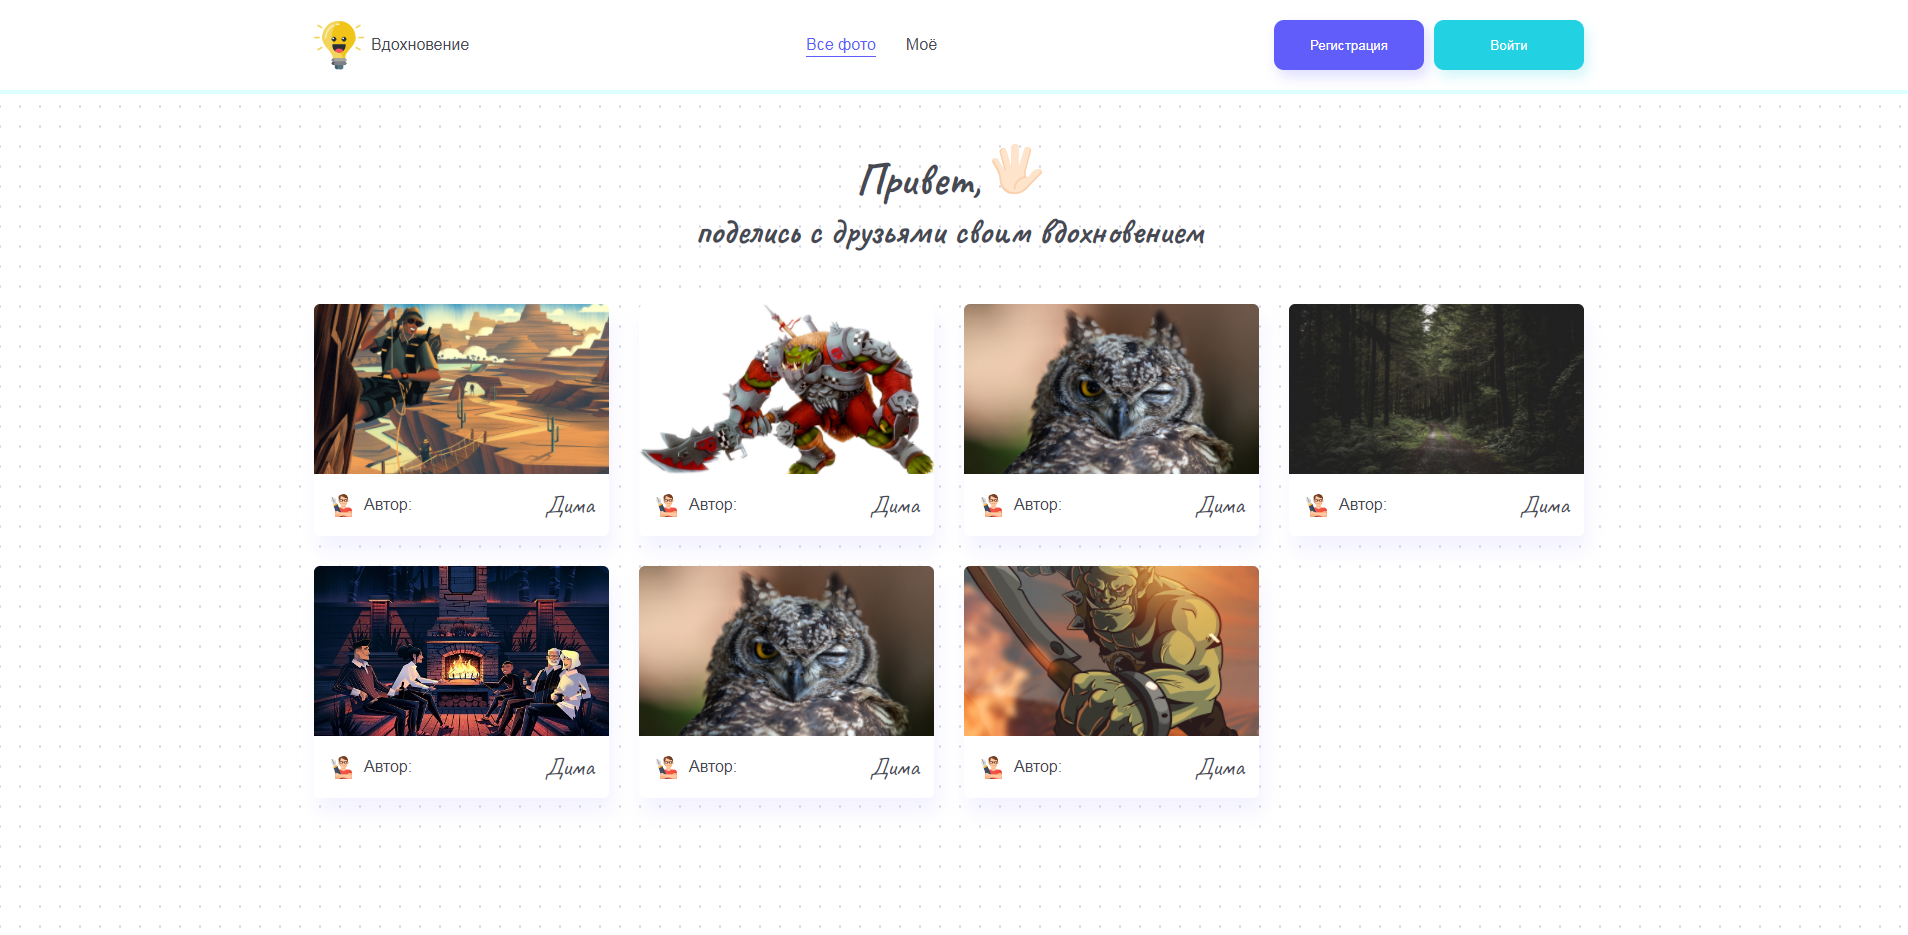 Вдохновение
Все фото
Моё
Регистрация
Войти
Привет,
поделись с друзьями своим вдохновением
Автор: Дима
Автор: Дима
Автор: Дима
Автор: Дима
Автор: Дима
Автор: Дима
Автор: Дима